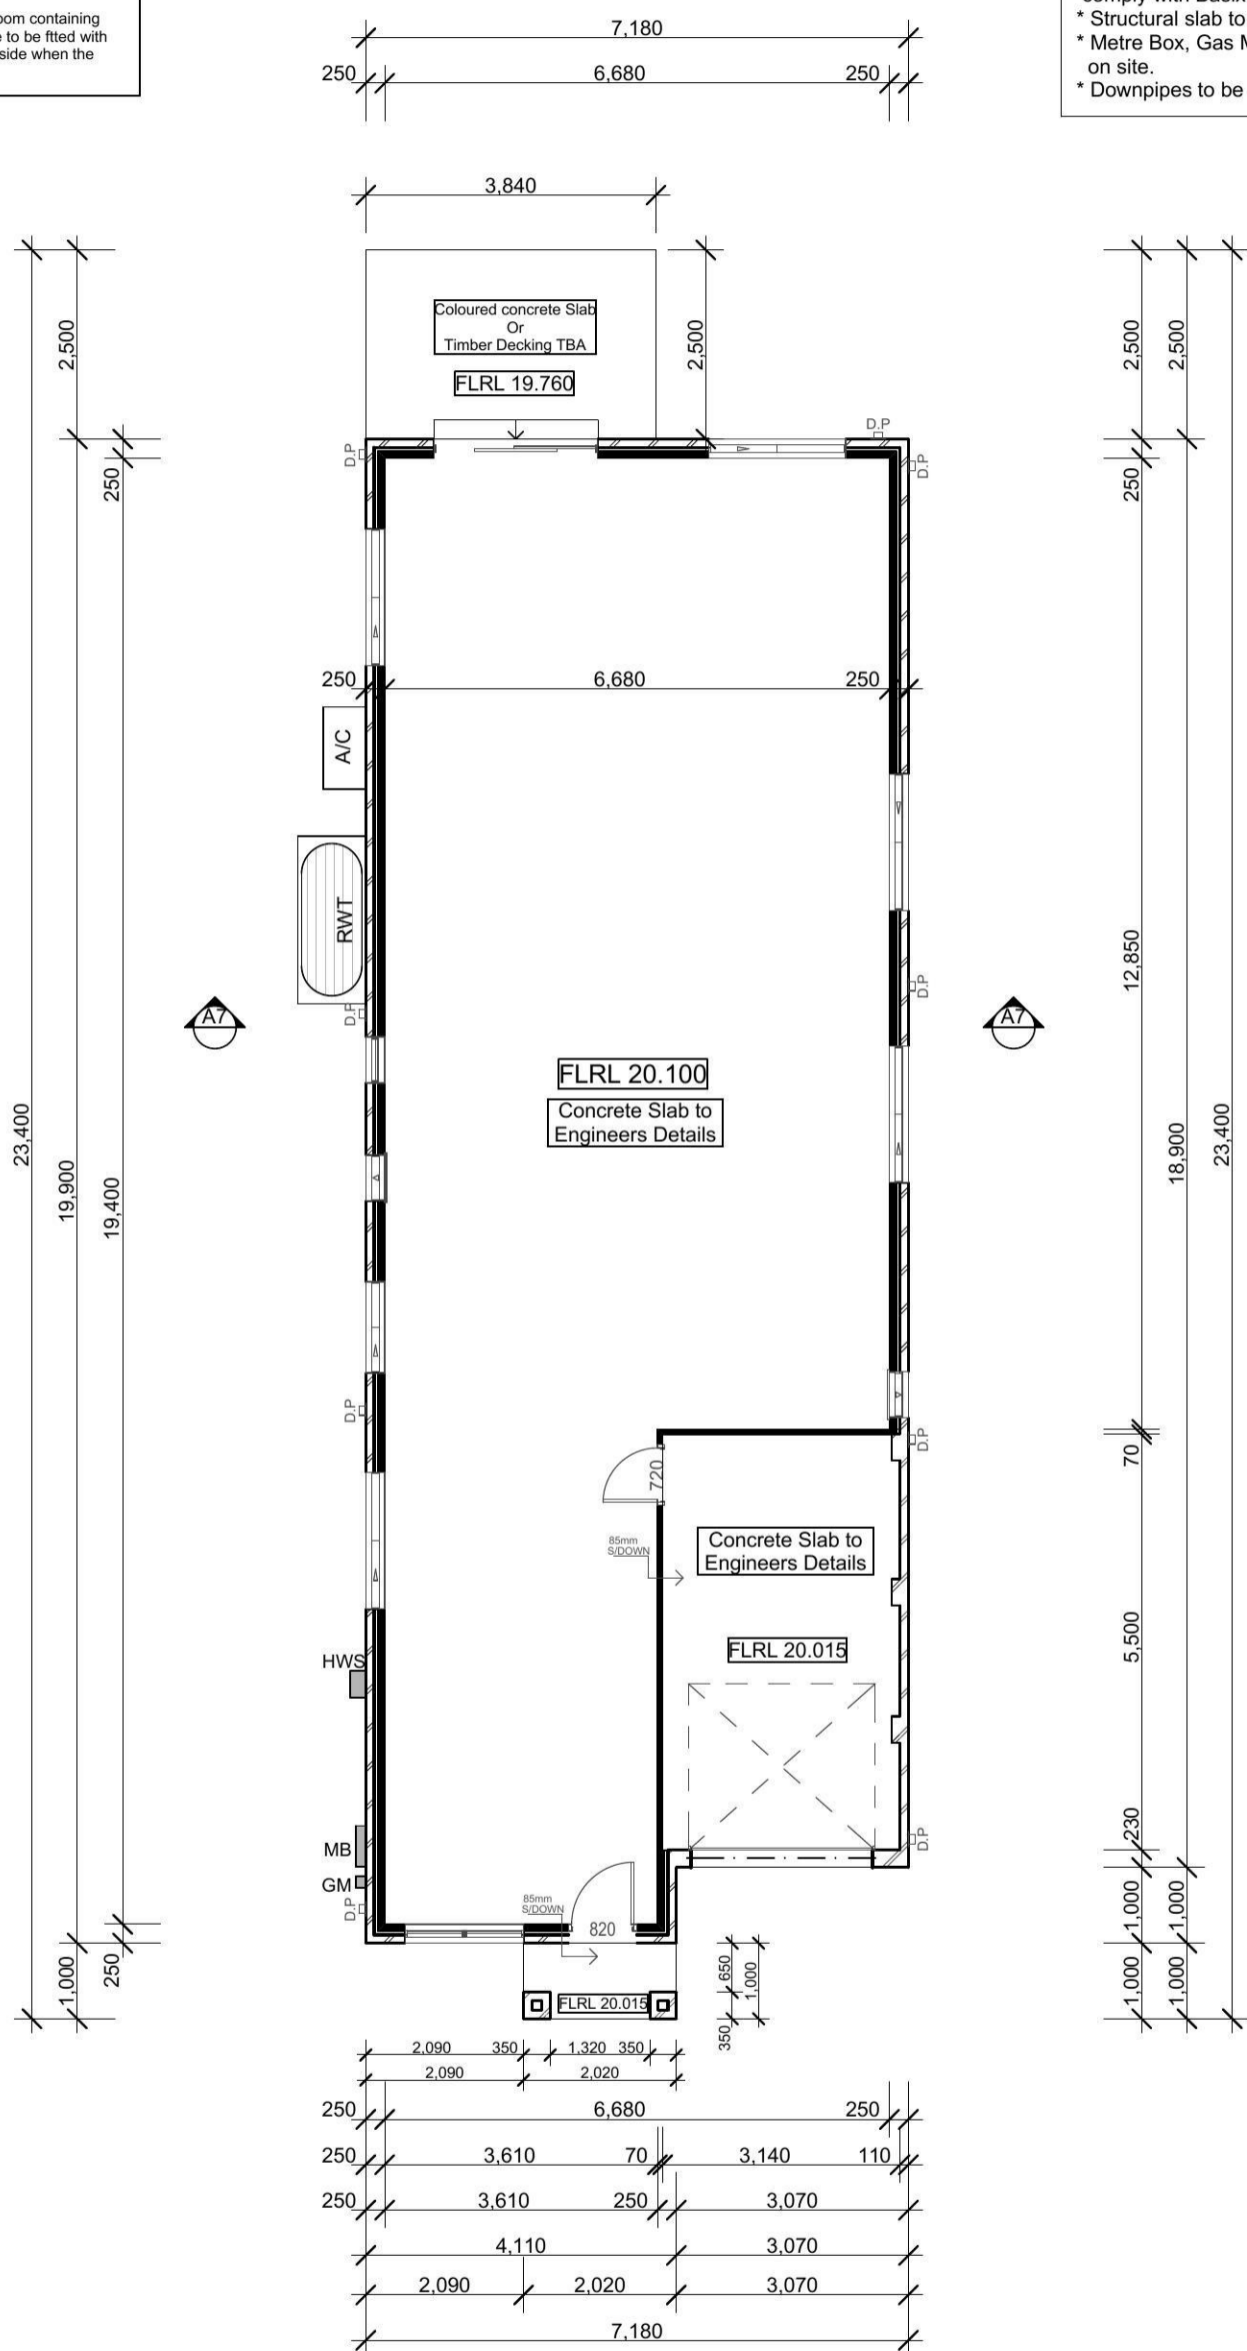 oom containing
to be ftted with
side when the
* Structural slab to
* Metre Box, Gas
on site.
* Downpipes to be
7,180
250 6,680 250
3,840
2,500
2,500
2,500
2,500
Coloured concrete Slab
Or
Timber Decking TBA
FLRL 19.760
D.P
D.P
D.P
250
250
250 6,680 250
A/C
RWT
D.P
D.P
A7
A7
12,850
FLRL 20.100
Concrete Slab to
Engineers Details
23,400
19,900
19,400
18,900
23,400
D.P
D.P
70
720
85mm
S/DOWN
Concrete Slab to
Engineers Details
5,500
FLRL 20.015
HWS
MB
GM
D.P
D.P
230
85mm
S/DOWN
820
1,000
250
650
1,000
350
1,000
1,000
1,000
1,000
FLRL 20.015
2,090 350 1,320 350
2,090 2,020
250 6,680 250
250 3,610 70 3,140 110
250 3,610 250 3,070
4,110 3,070
2,090 2,020 3,070
7,180